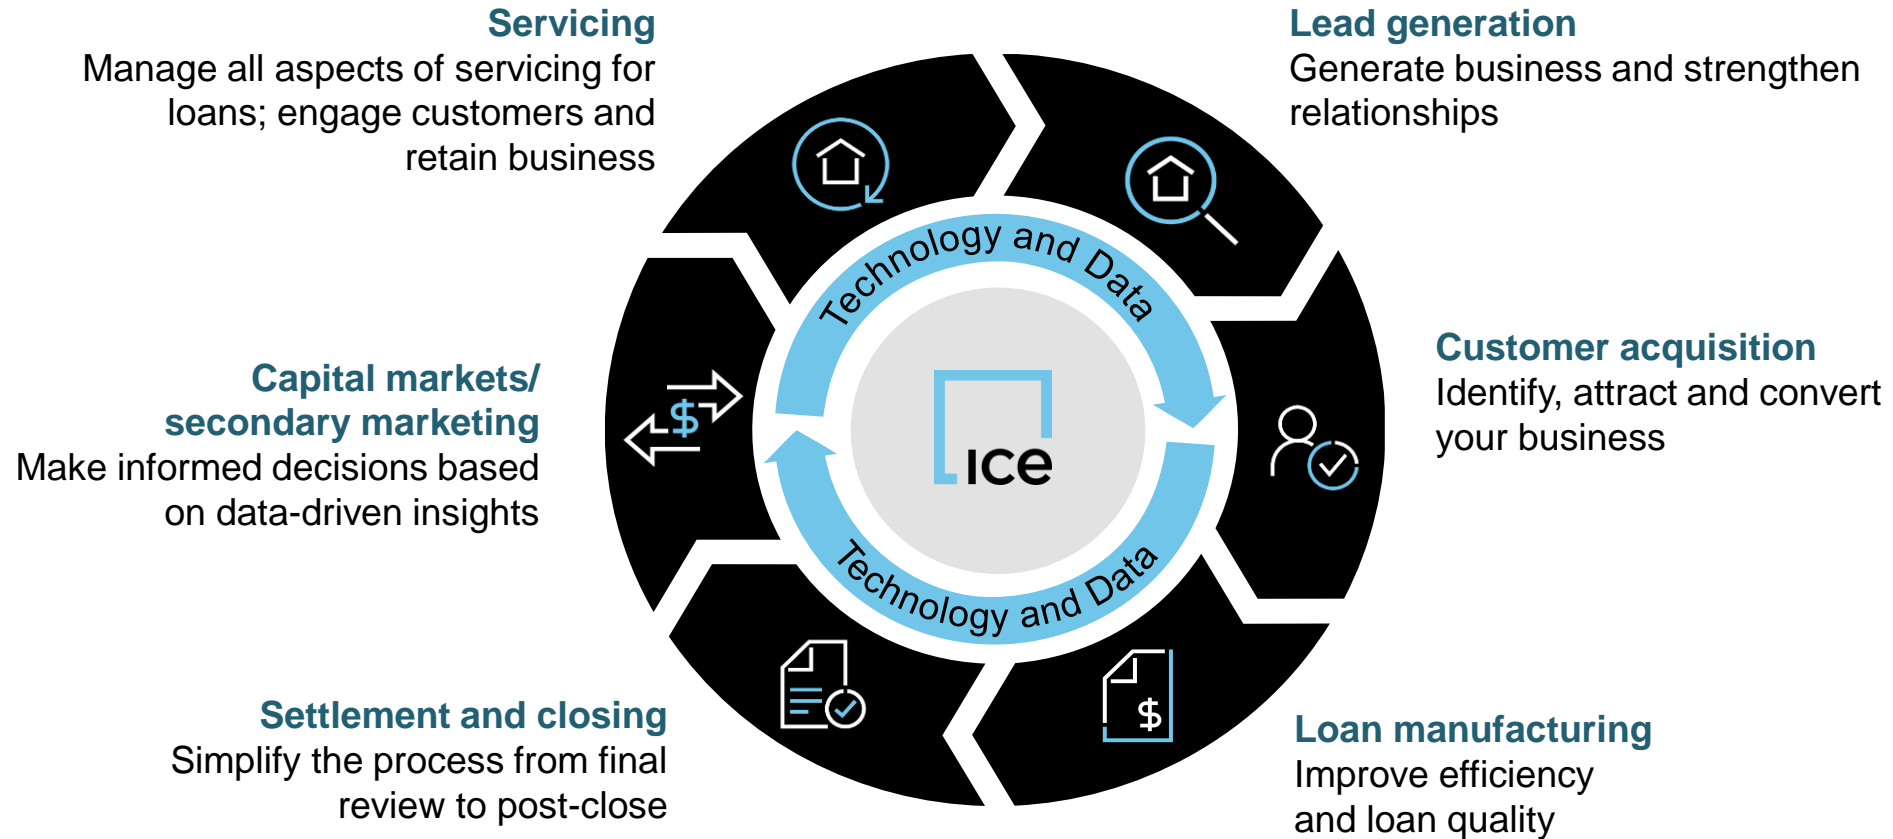 Servicing
Manage all aspects of servicing for
loans; engage customers and
retain business
Lead generation
Generate business and strengthen
relationships
Customer acquisition
Identify, attract and convert
your business
Loan manufacturing
Improve efficiency
and loan quality
Settlement and closing
Simplify the process from final
review to post-close
Capital markets/
secondary marketing
Make informed decisions based
on data-driven insights
Technology and Data
ice
Technology and Data
$
$